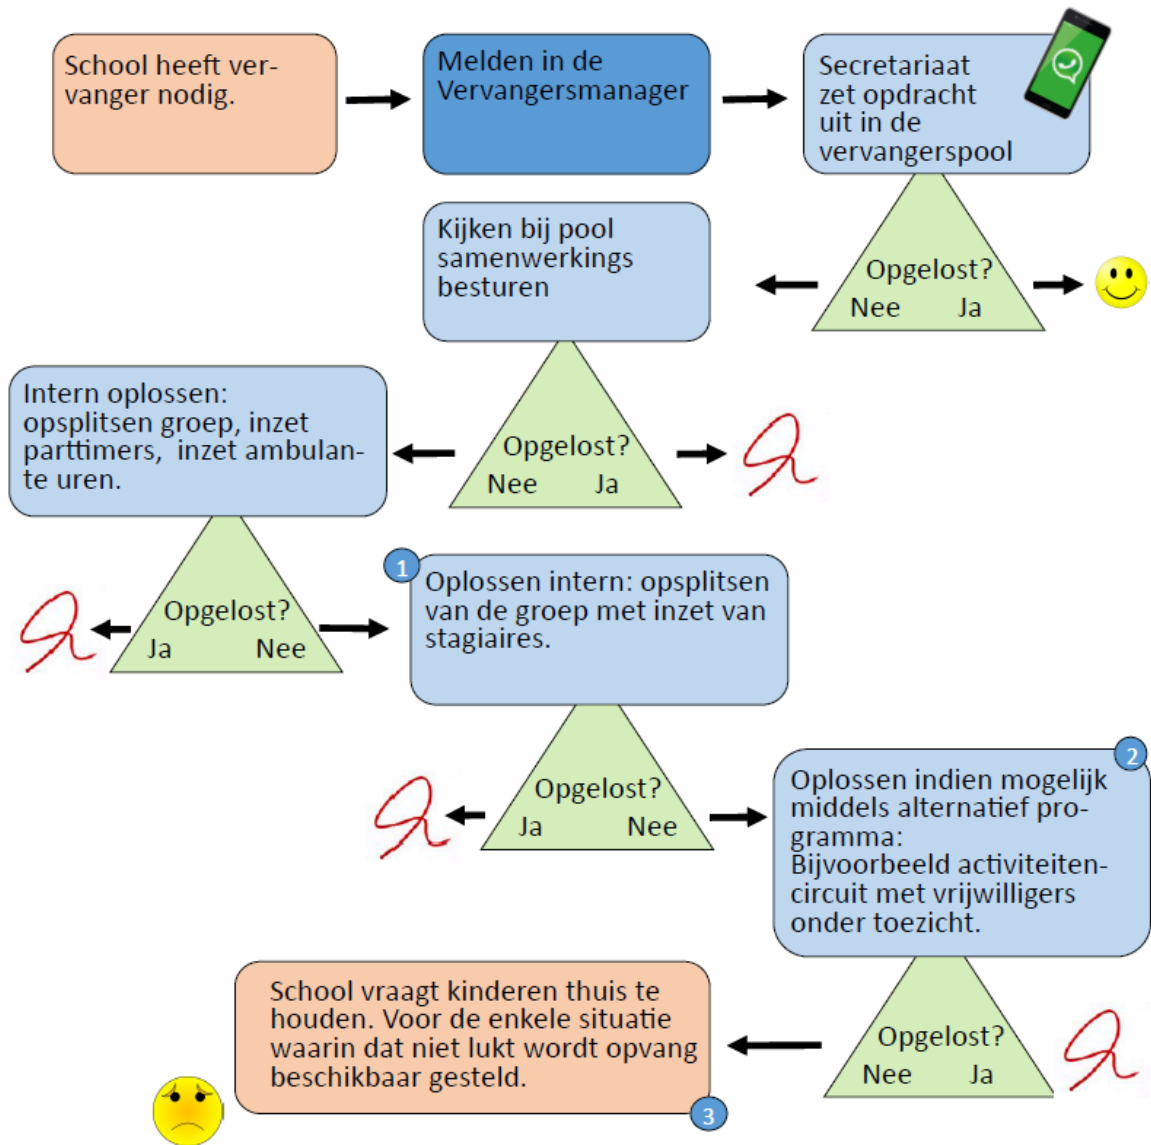 School heeft ver-
vanger nodig.
Melden in de
Vervangersmanager
Secretariaat
zet opdracht
uit in de
vervangerspool
Opgelost?
Nee Ja
Kijken bij pool
samenwerkings
besturen
Opgelost?
Nee Ja
Intern oplossen:
opsplitsen groep, inzet
parttimers, inzet ambulan-
te uren.
Opgelost?
Ja Nee
1
Oplossen intern: opsplitsen
van de groep met inzet van
stagiaires.
Opgelost?
Ja Nee
2
Oplossen indien mogelijk
middels alternatief pro-
gramma:
Bijvoorbeeld activiteiten-
circuit met vrijwilligers
onder toezicht.
Opgelost?
Nee Ja
School vraagt kinderen thuis te
houden. Voor de enkele situatie
waarin dat niet lukt wordt opvang
beschikbaar gesteld.
3